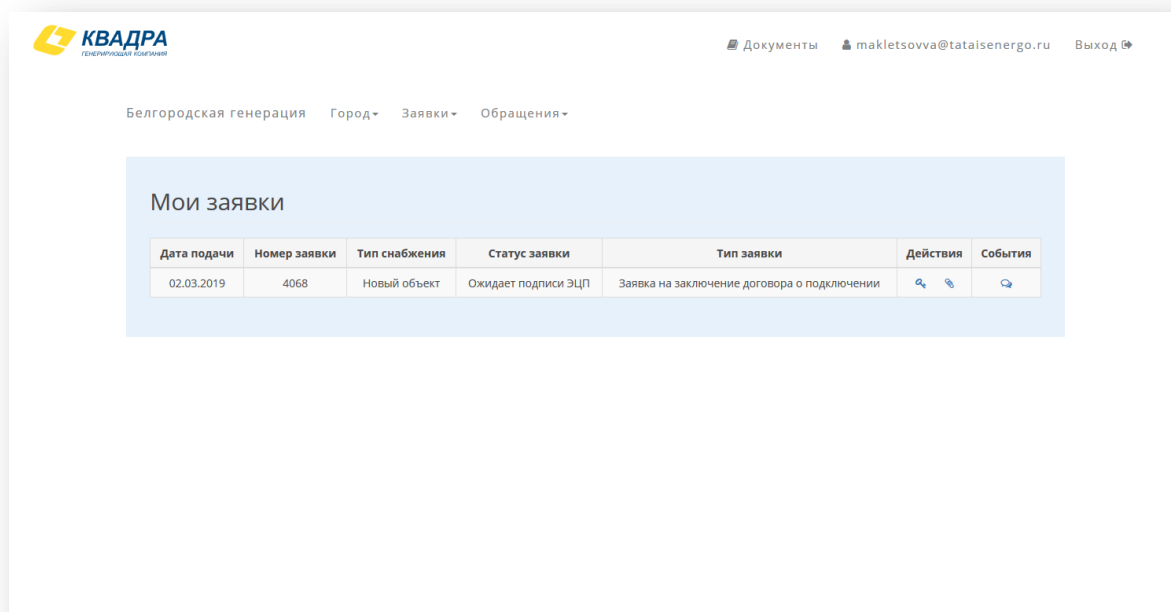 КВАДРА
ГЕНЕРИРУЮЩАЯ КОМПАНИЯ
Документы makletsovva@tataisenergo.ru Выход
Белгородская генерация Город Заявки Обращения
Мои заявки
Дата подачи Номер заявки Тип снабжения Статус заявки Тип заявки Действия События
02.03.2019 4068 Новый объект Ожидает подписи ЭЦП Заявка на заключение договора о подключении